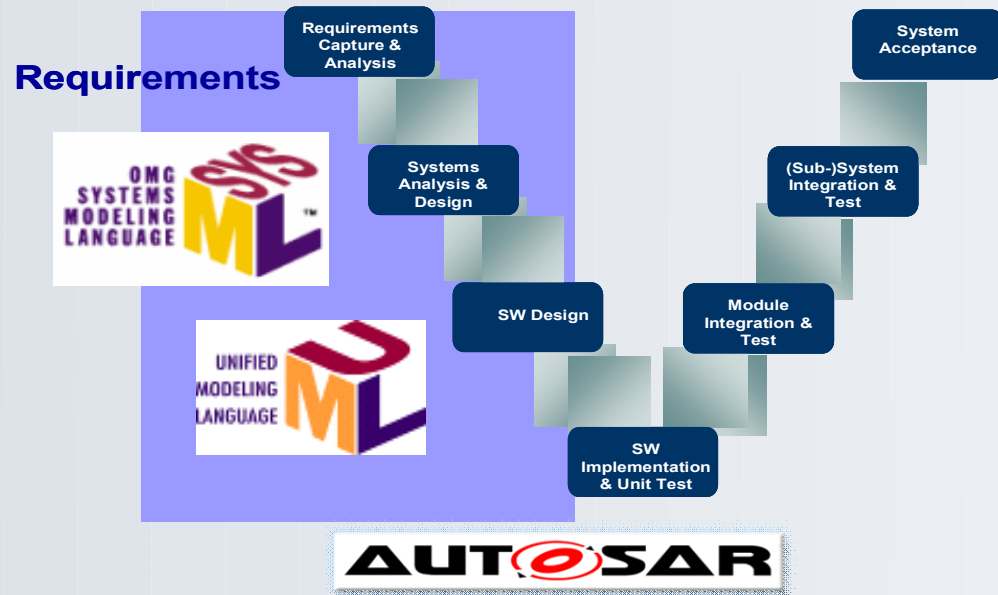 Requirements
Capture &
Analysis
System
Acceptance
Requirements
OMG
SYSTEMS
MODELING
LANGUAGE
SYS
ML
™
Systems
Analysis &
Design
(Sub-)System
Integration &
Test
SW Design
Module
Integration &
Test
UNIFIED
MODELING
LANGUAGE
U
ML
SW
Implementation
& Unit Test
AUTOSAR